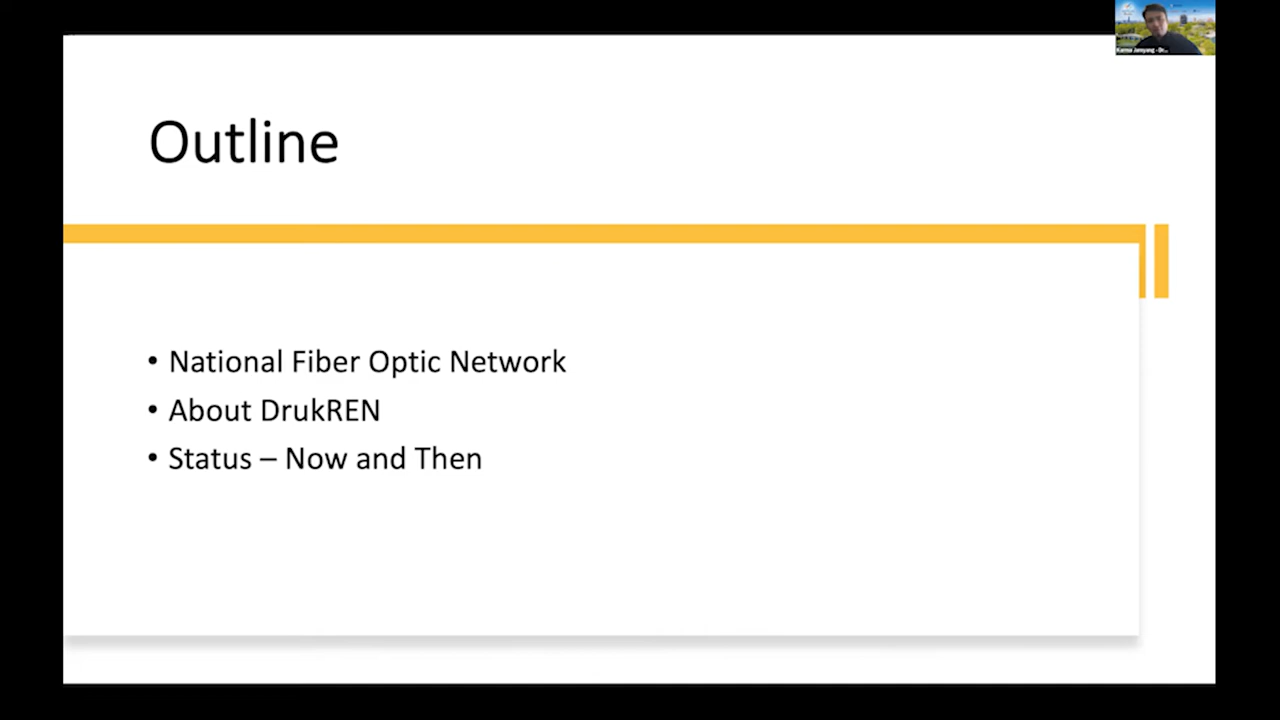 Outline
• National Fiber Optic Network
• About DrukREN
• Status – Now and Then